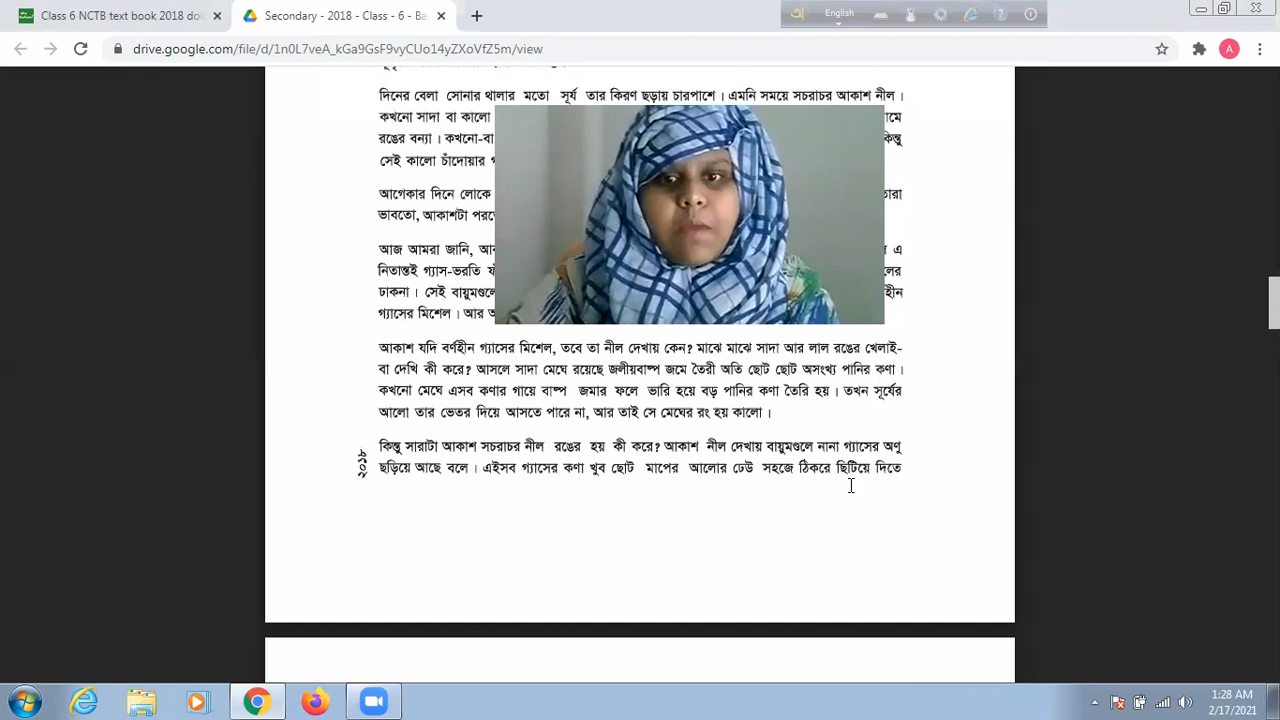 Class 6 NCTB text book 2018 dow
Secondary - 2018 - Class - 6 - Ba
English
drive.google.com/file/d/1n0L7veA_kGa9GsF9vyCUo14yZXoVfZ5m/view
A
দিনের বেলা সোনার থালার মতো সূর্য তার কিরণ ছড়ায় চারপাশে। এমনি সময়ে সচরাচর আকাশ নীল।
কখনো সাদা বা কালো
রঙের বন্যা। কখনো-বা কিন্তু
সেই কালো চাঁদোয়ার
আগেকার দিনে লোকে তারা
ভাবতো, আকাশটা
আজ আমরা জানি, এ
নিতান্তই গ্যাস-ভরতি
ঢাকনা। সেই
গ্যাসের মিশেল। আর
আকাশ যদি বর্ণহীন গ্যাসের মিশেল, তবে তা নীল দেখায় কেন? মাঝে মাঝে সাদা আর লাল রঙের খেলাই-
বা দেখি কী করে? আসলে সাদা মেঘে রয়েছে জলীয়বাষ্প জমে তৈরী অতি ছোট ছোট অসংখ্য পানির কণা।
কখনো মেঘে এসব কণার গায়ে বাষ্প জমার ফলে ভারি হয়ে বড় পানির কণা তৈরি হয়। তখন সূর্যের
আলো তার ভেতর দিয়ে আসতে পারে না, আর তাই সে মেঘের রং হয় কালো।
কিন্তু সারাটা আকাশ সচরাচর নীল রঙের হয় কী করে? আকাশ নীল দেখায় বায়ুমণ্ডলে নানা গ্যাসের অণু
ছড়িয়ে আছে বলে। এইসব গ্যাসের কণা খুব ছোট মাপের আলোর ঢেউ সহজে ঠিকরে ছিটিয়ে দিতে
২০১৮
1:28 AM
2/17/2021